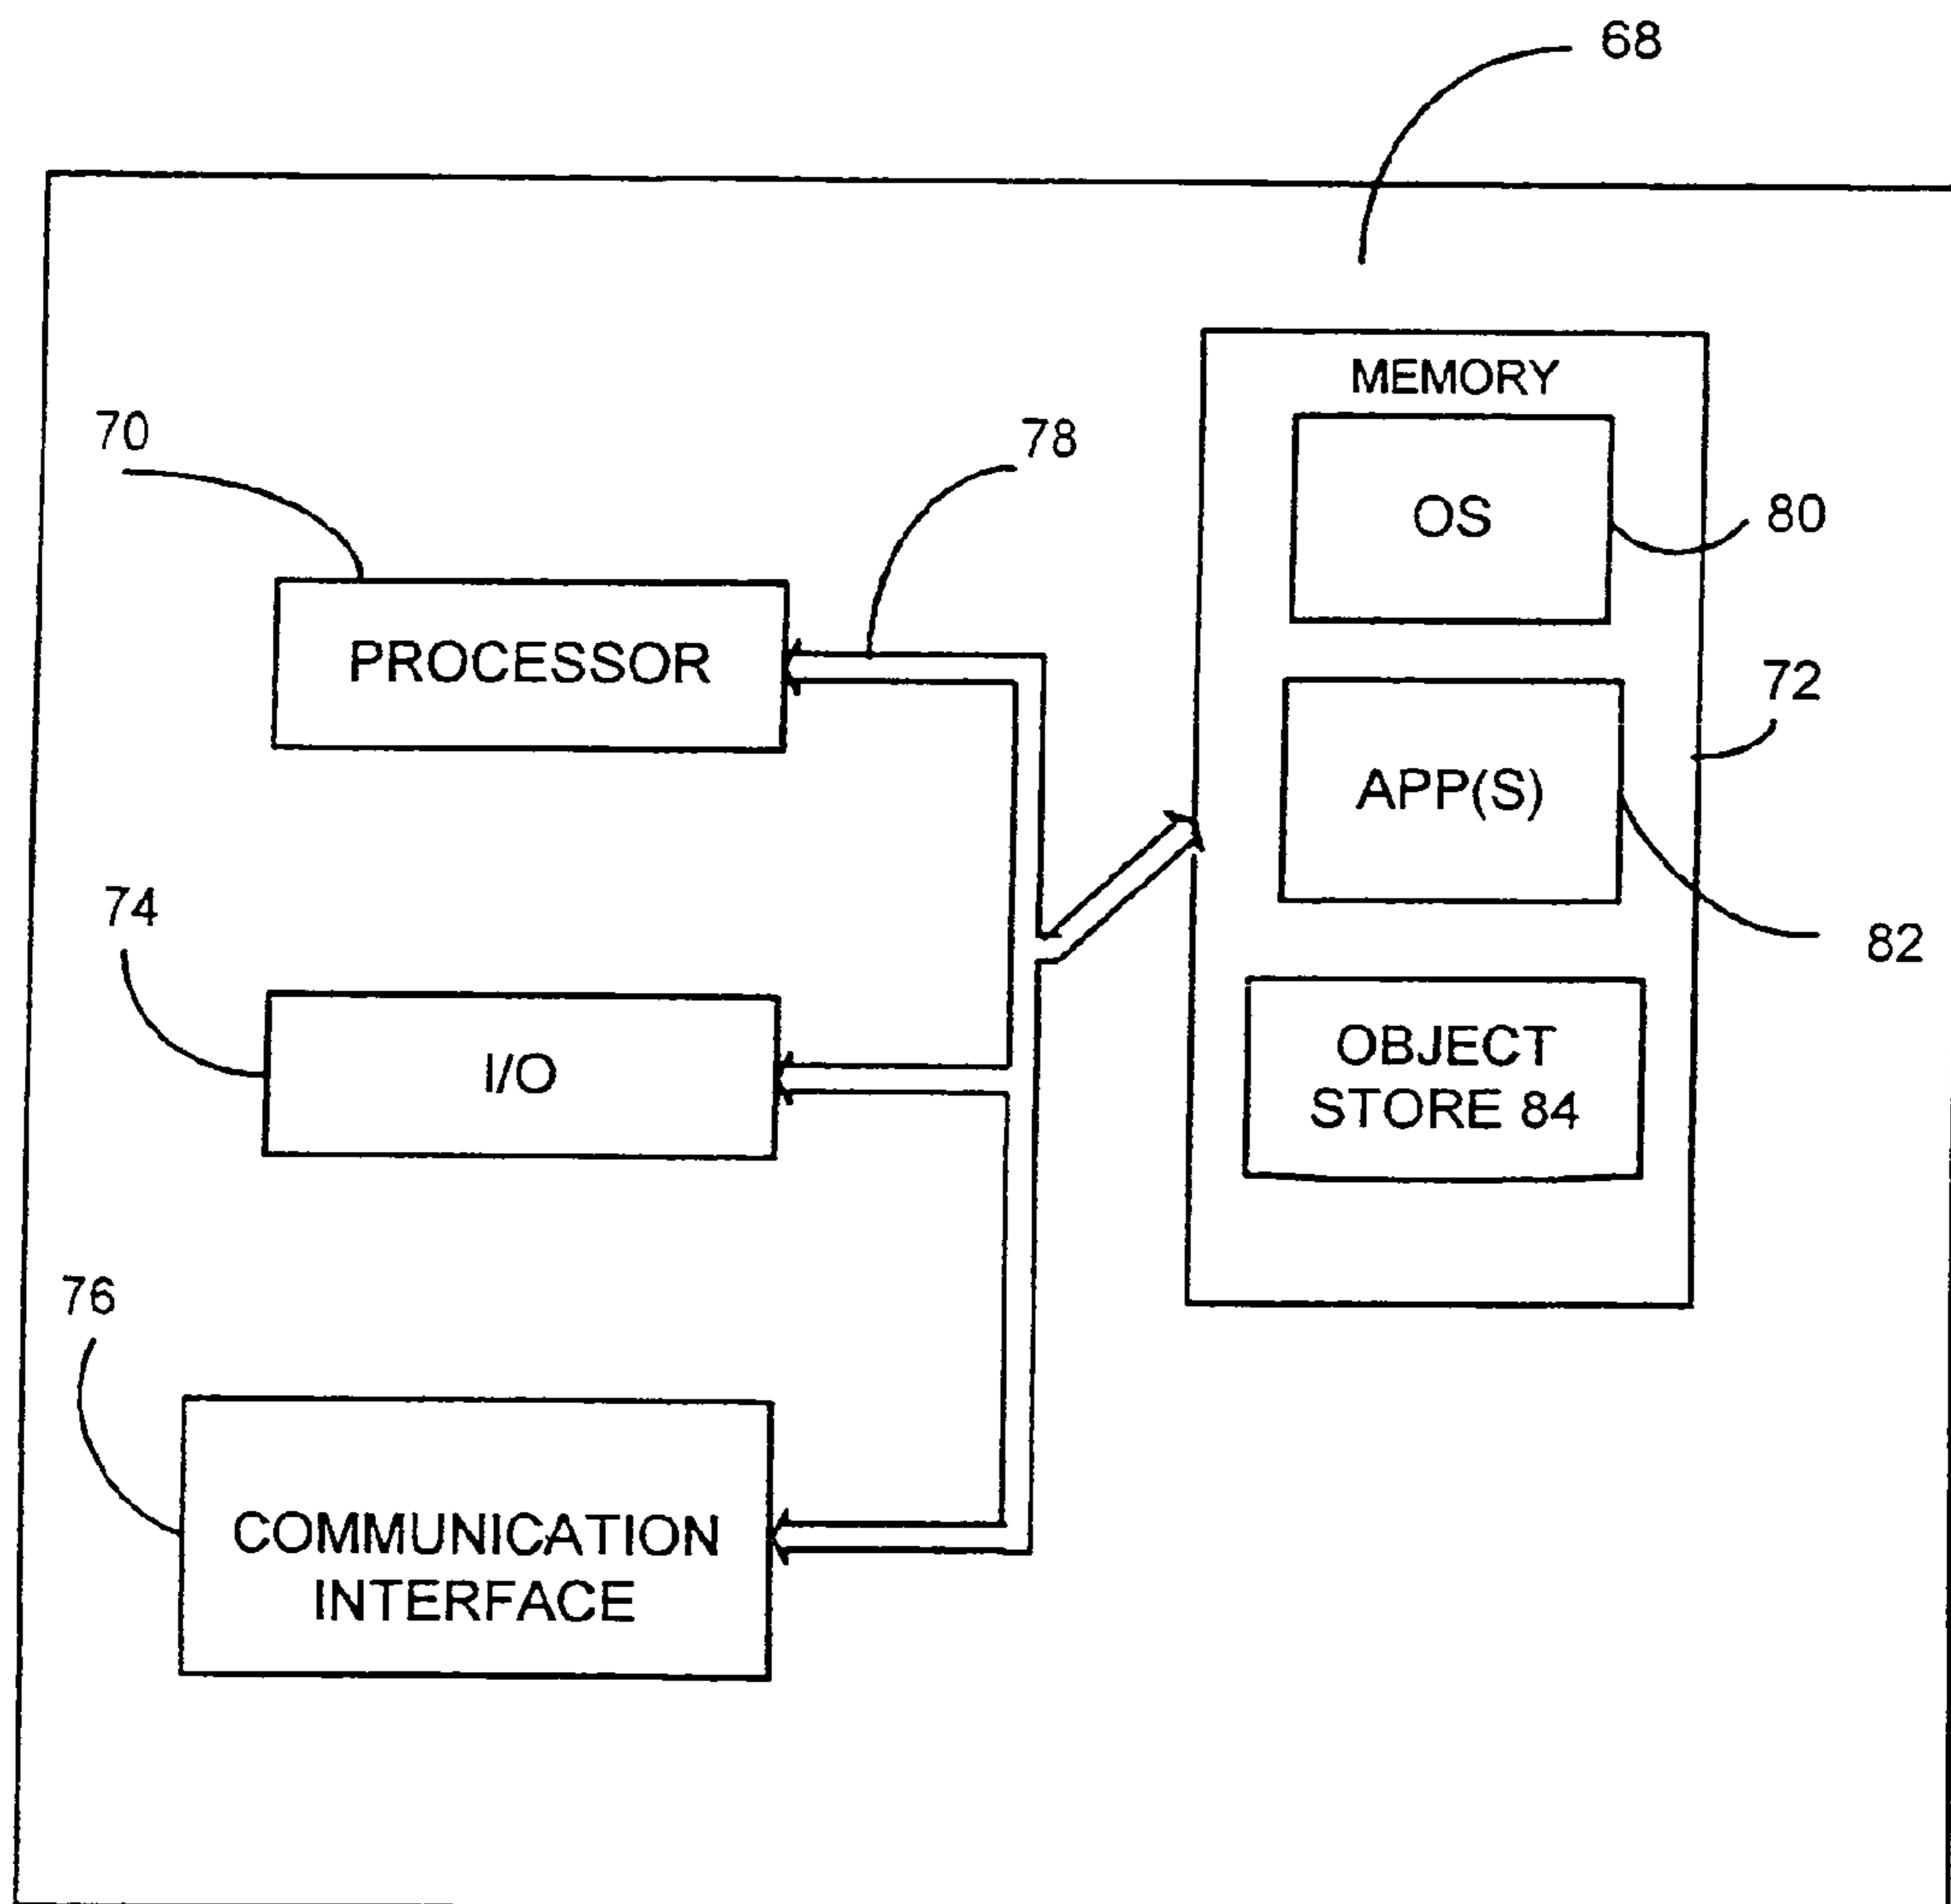 68
MEMORY
70
78
OS
80
PROCESSOR
72
APP(S)
74
82
I/O
OBJECT
STORE 84
76
COMMUNICATION
INTERFACE